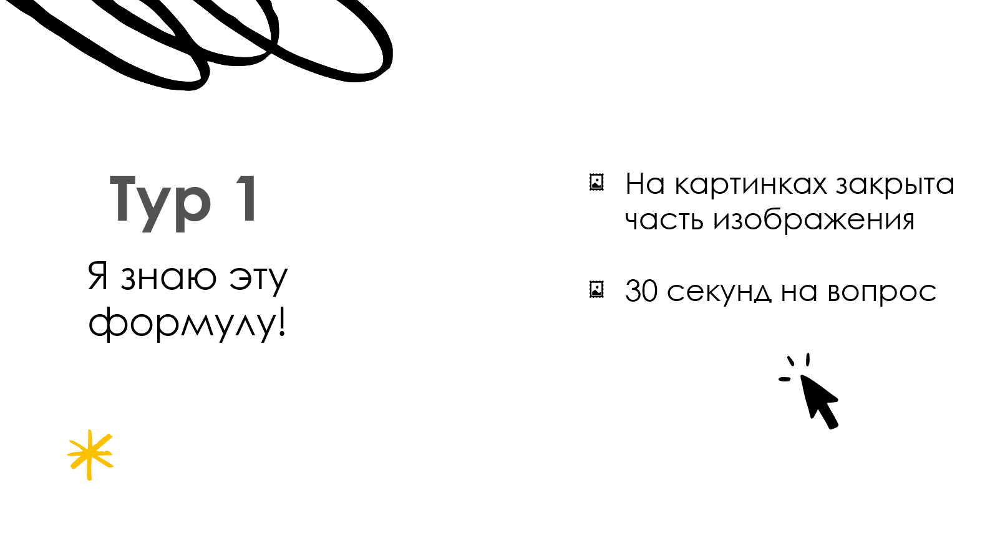 Тур 1
Я знаю эту
формулу!
На картинках закрыта
часть изображения
30 секунд на вопрос